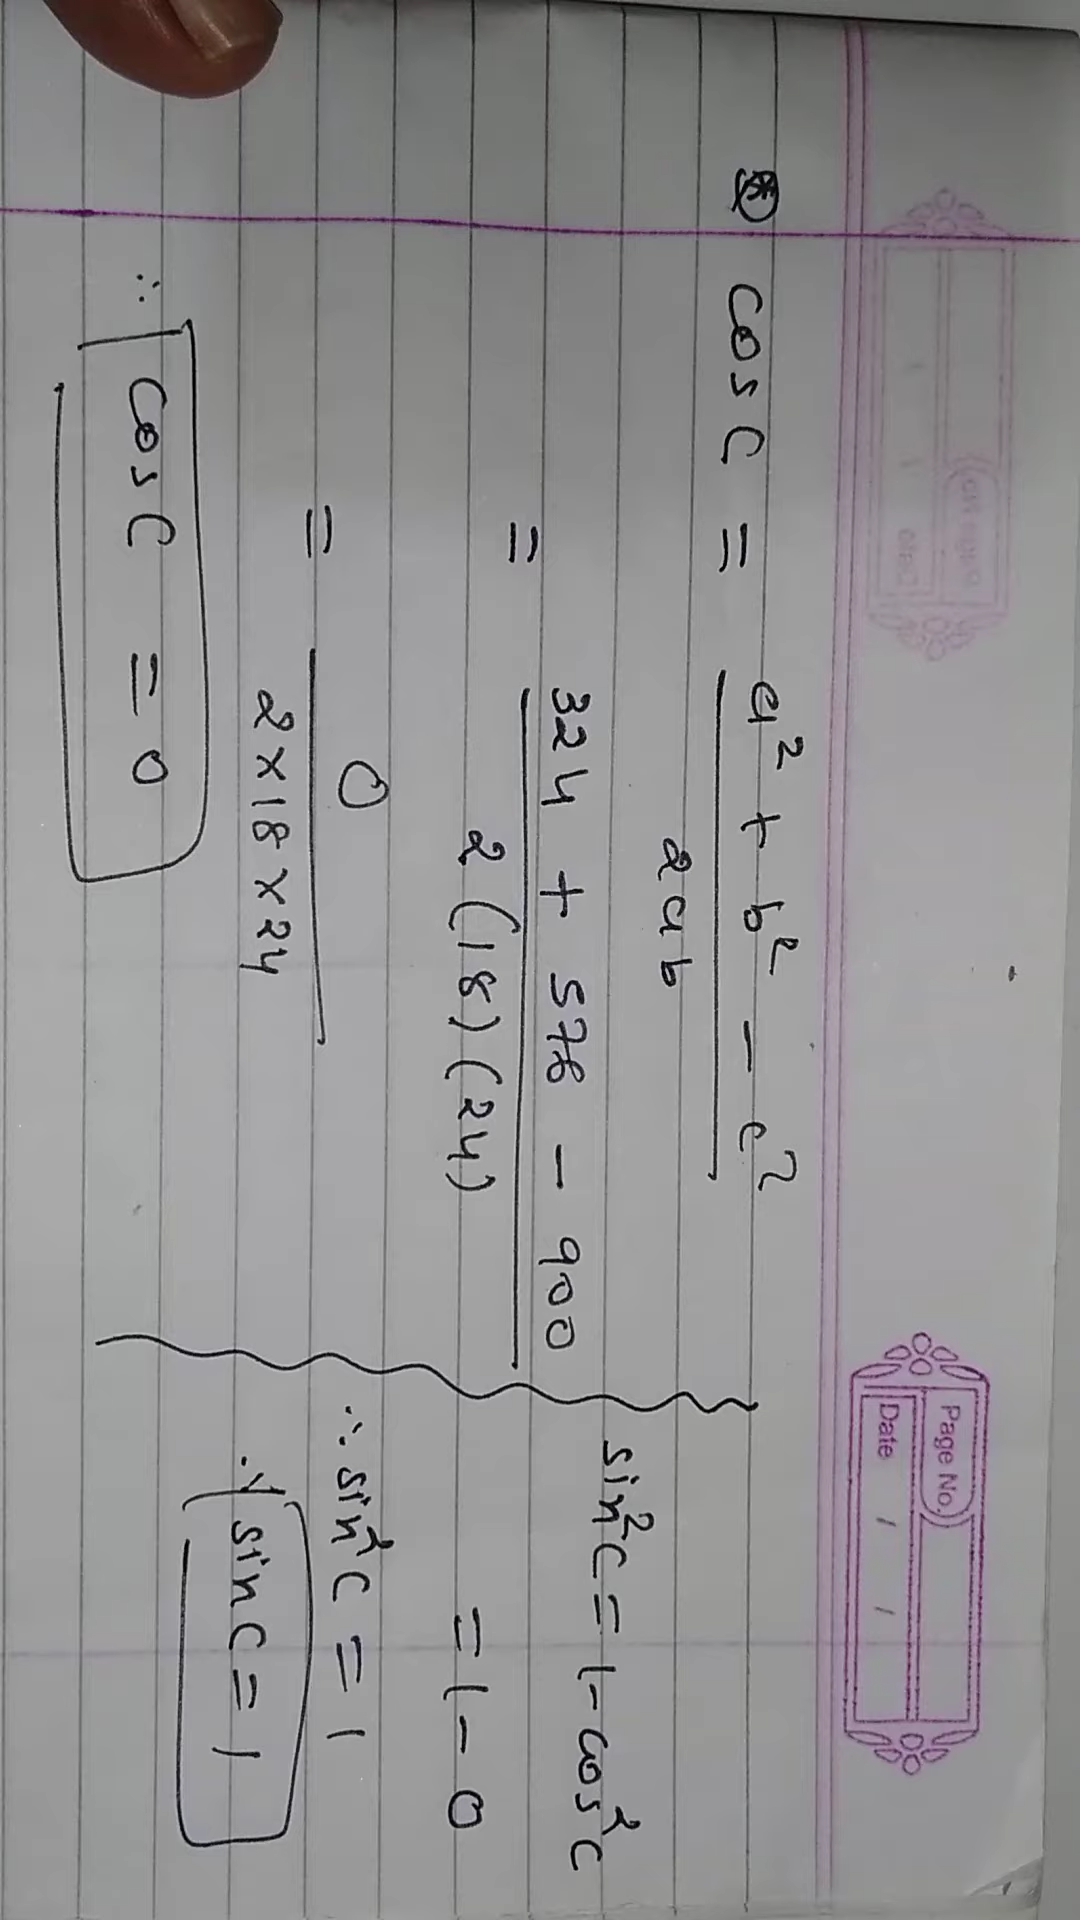 Page No.
Date / /
⊛ cos C = a² + b² - c² / 2ab
= 324 + 576 - 900 / 2 (18) (24)
= 0 / 2 × 18 × 24
∴ cos C = 0
sin²C = 1 - cos²C
= 1 - 0
∴ sin²C = 1
∴ sin C = 1